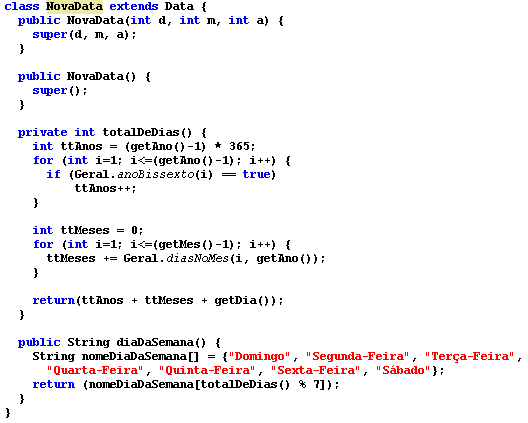 class NovaData extends Data {
  public NovaData(int d, int m, int a) {
    super(d, m, a);
  }

  public NovaData() {
    super();
  }

  private int totalDeDias() {
    int ttAnos = (getAno()-1) * 365;
    for (int i=1; i<=(getAno()-1); i++) {
      if (Geral.anoBissexto(i) == true)
          ttAnos++;
    }

    int ttMeses = 0;
    for (int i=1; i<=(getMes()-1); i++) {
      ttMeses += Geral.diasNoMes(i, getAno());
    }

    return(ttAnos + ttMeses + getDia());
  }

  public String diaDaSemana() {
    String nomeDiaDaSemana[] = {"Domingo", "Segunda-Feira", "Terça-Feira",
      "Quarta-Feira", "Quinta-Feira", "Sexta-Feira", "Sábado"};
    return (nomeDiaDaSemana[totalDeDias() % 7]);
  }
}